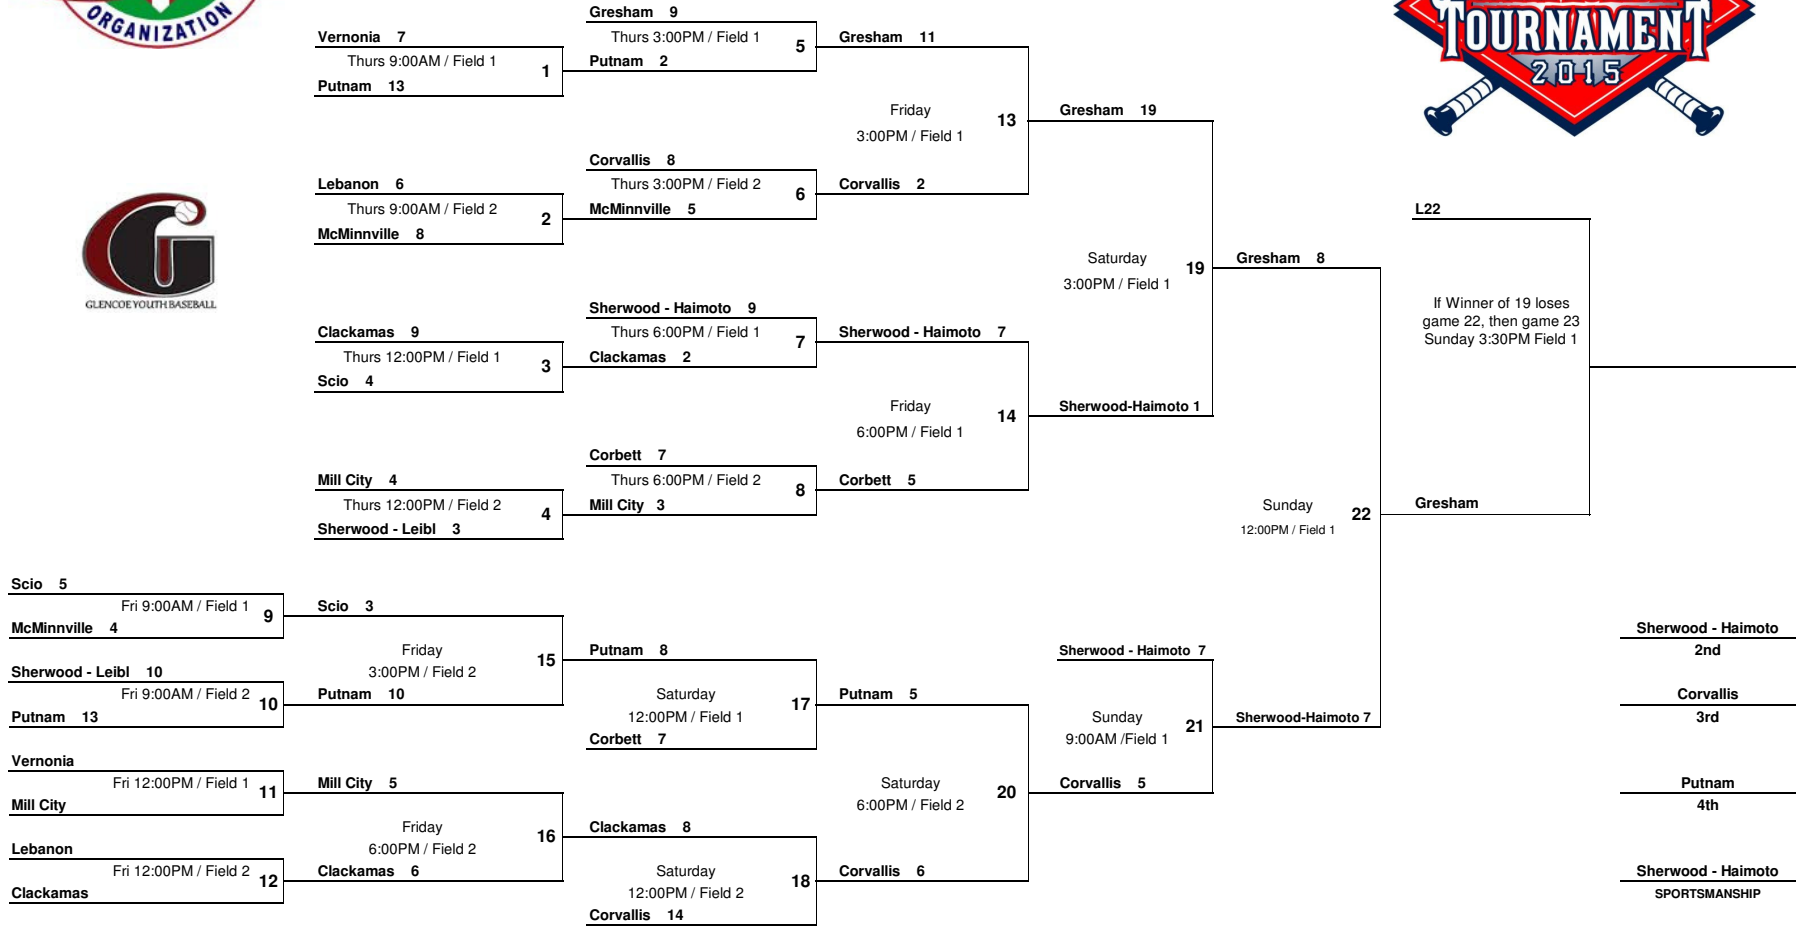 ORGANIZATION
TOURNAMENT
2015
GLENCOE YOUTH BASEBALL
Vernonia 7
Thurs 9:00AM / Field 1
1
Putnam 13
Lebanon 6
Thurs 9:00AM / Field 2
2
McMinnville 8
Clackamas 9
Thurs 12:00PM / Field 1
3
Scio 4
Mill City 4
Thurs 12:00PM / Field 2
4
Sherwood - Leibl 3
Gresham 9
Thurs 3:00PM / Field 1
5
Putnam 2
Corvallis 8
Thurs 3:00PM / Field 2
6
McMinnville 5
Sherwood - Haimoto 9
Thurs 6:00PM / Field 1
7
Clackamas 2
Corbett 7
Thurs 6:00PM / Field 2
8
Mill City 3
Gresham 11
Friday
13
3:00PM / Field 1
Corvallis 2
Sherwood - Haimoto 7
Friday
14
6:00PM / Field 1
Corbett 5
Gresham 19
Saturday
19
3:00PM / Field 1
Sherwood-Haimoto 1
Gresham 8
Sunday
22
12:00PM / Field 1
Sherwood-Haimoto 7
L22
If Winner of 19 loses
game 22, then game 23
Sunday 3:30PM Field 1
Gresham
Scio 5
Fri 9:00AM / Field 1
9
McMinnville 4
Sherwood - Leibl 10
Fri 9:00AM / Field 2
10
Putnam 13
Vernonia
Fri 12:00PM / Field 1
11
Mill City
Lebanon
Fri 12:00PM / Field 2
12
Clackamas
Scio 3
Friday
15
3:00PM / Field 2
Putnam 10
Mill City 5
Friday
16
6:00PM / Field 2
Clackamas 6
Putnam 8
Saturday
17
12:00PM / Field 1
Corbett 7
Clackamas 8
Saturday
18
12:00PM / Field 2
Corvallis 14
Putnam 5
Saturday
20
6:00PM / Field 2
Corvallis 6
Sherwood - Haimoto 7
Sunday
21
9:00AM /Field 1
Corvallis 5
Sherwood - Haimoto
2nd
Corvallis
3rd
Putnam
4th
Sherwood - Haimoto
SPORTSMANSHIP